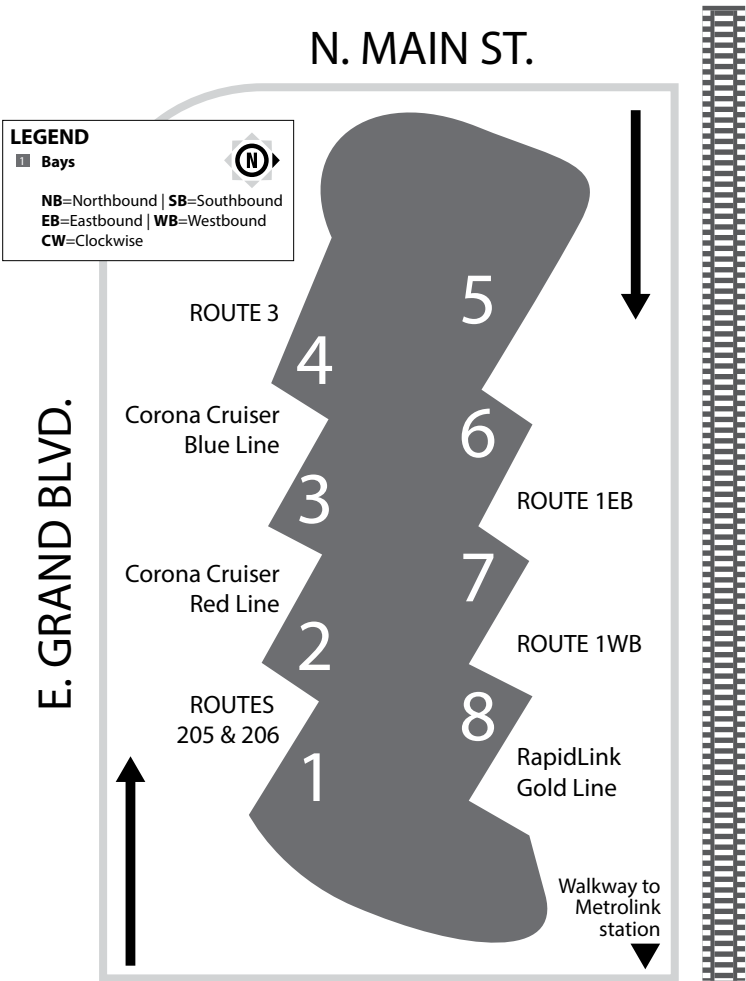 N. MAIN ST.
LEGEND
1 Bays
N
NB=Northbound | SB=Southbound
EB=Eastbound | WB=Westbound
CW=Clockwise
E. GRAND BLVD.
ROUTE 3
4
Corona Cruiser
Blue Line
3
Corona Cruiser
Red Line
2
ROUTES
205 & 206
1
5
6
ROUTE 1EB
7
ROUTE 1WB
8
RapidLink
Gold Line
Walkway to
Metrolink
station